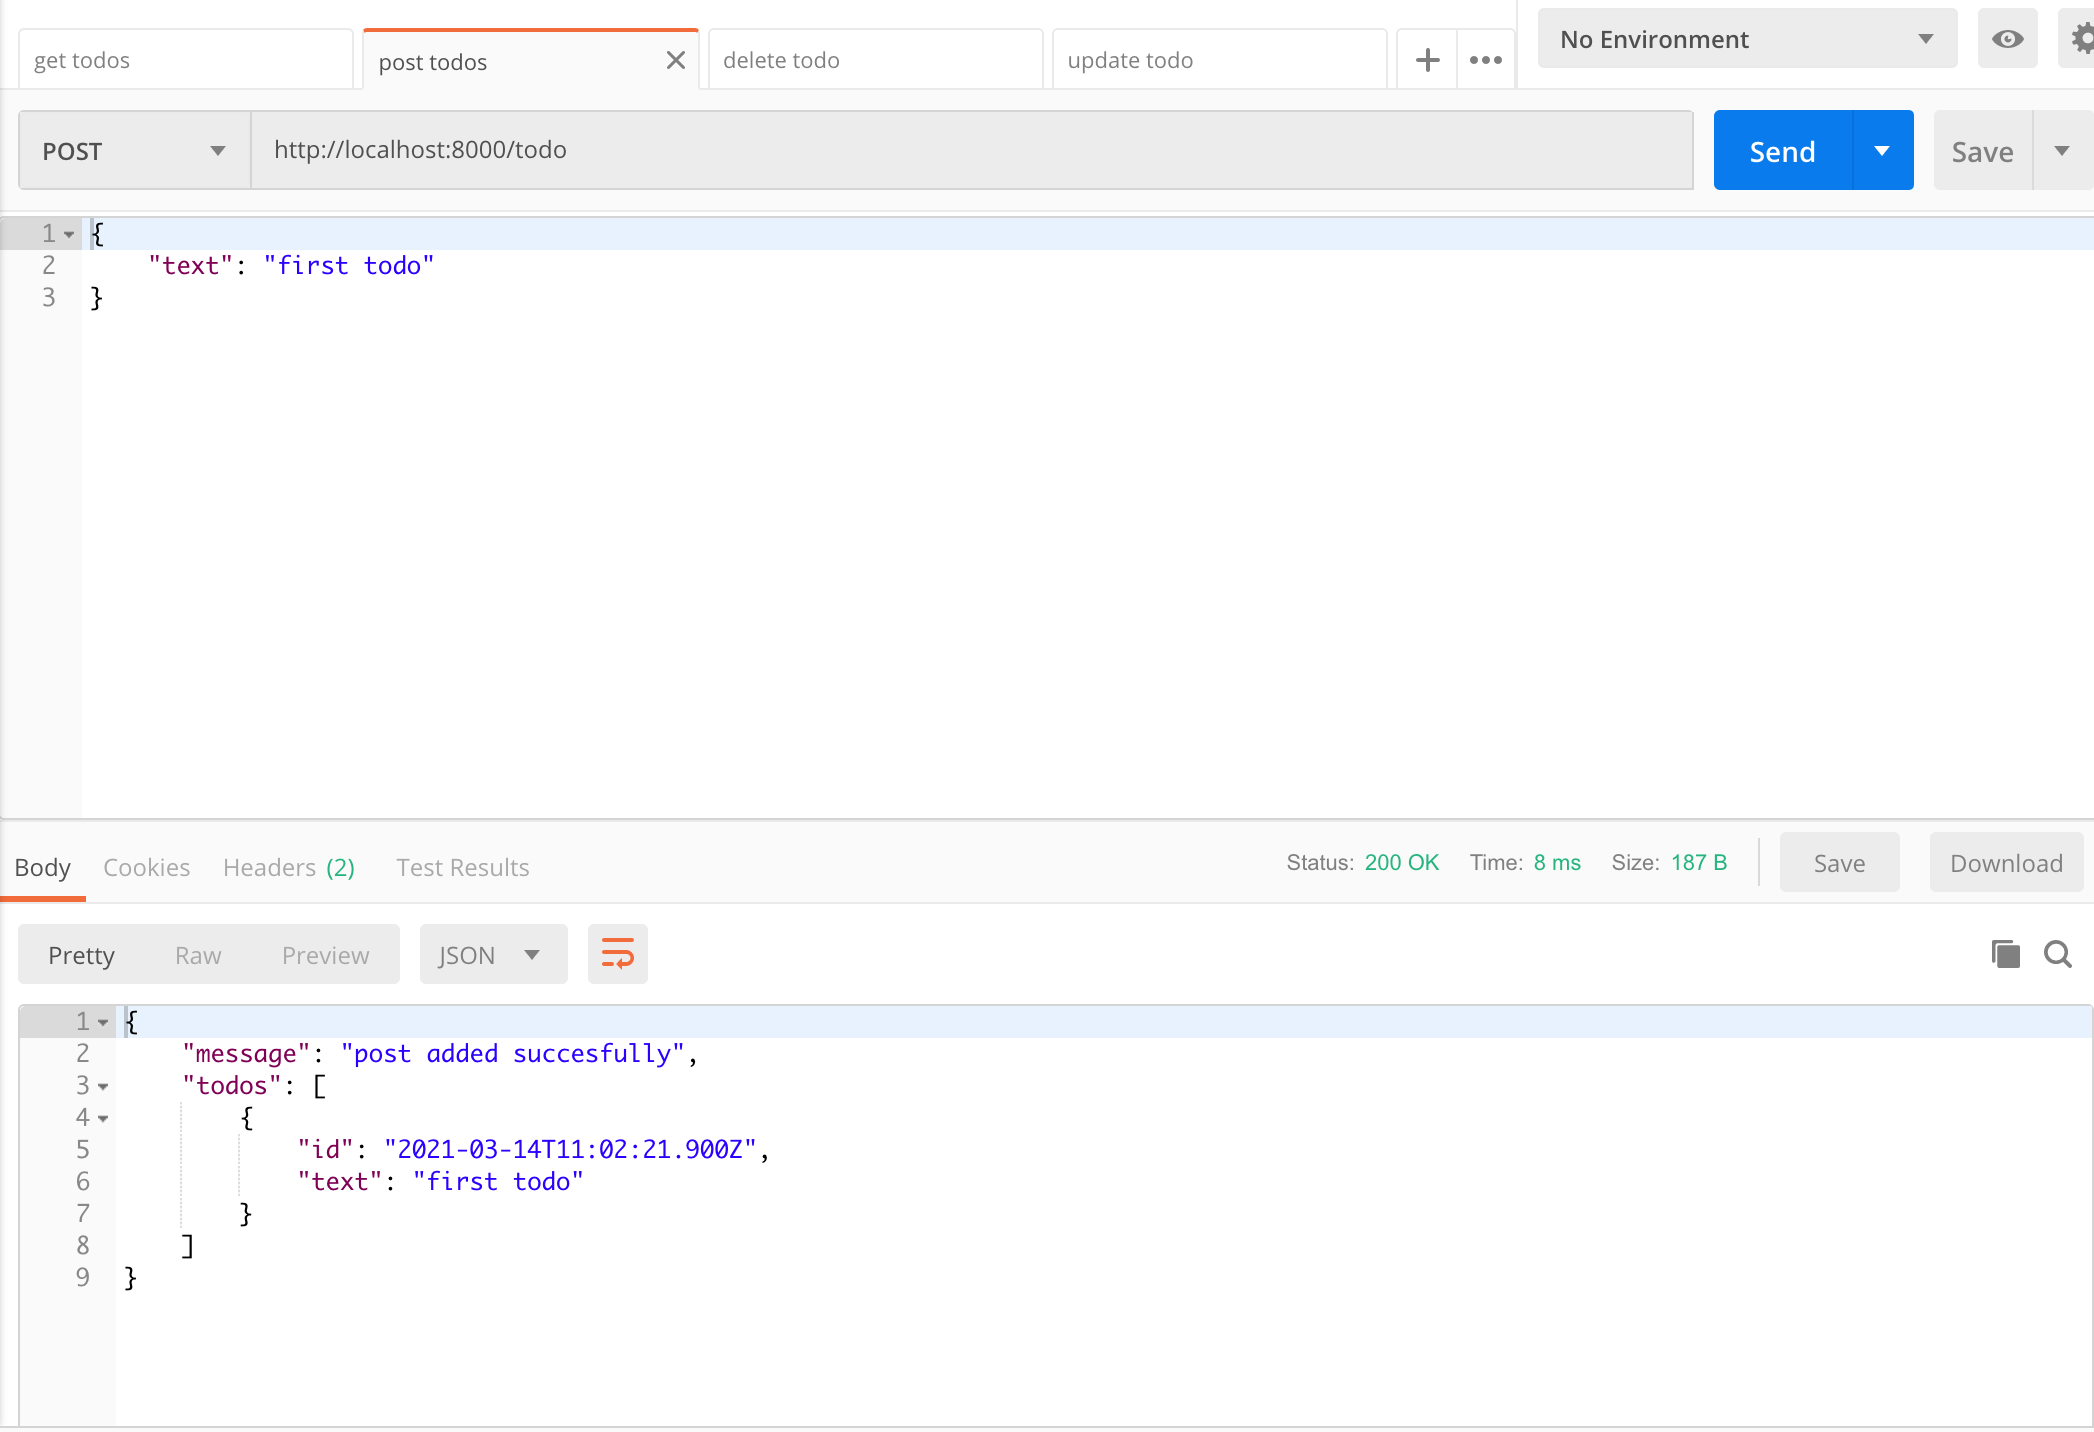 get todos
post todos
delete todo
update todo
No Environment
POST
http://localhost:8000/todo
Send
Save
1 {
2 "text": "first todo"
3 }
Body Cookies Headers (2) Test Results
Status: 200 OK Time: 8 ms Size: 187 B
Save
Download
Pretty Raw Preview
JSON
1 {
2 "message": "post added succesfully",
3 "todos": [
4 {
5 "id": "2021-03-14T11:02:21.900Z",
6 "text": "first todo"
7 }
8 ]
9 }